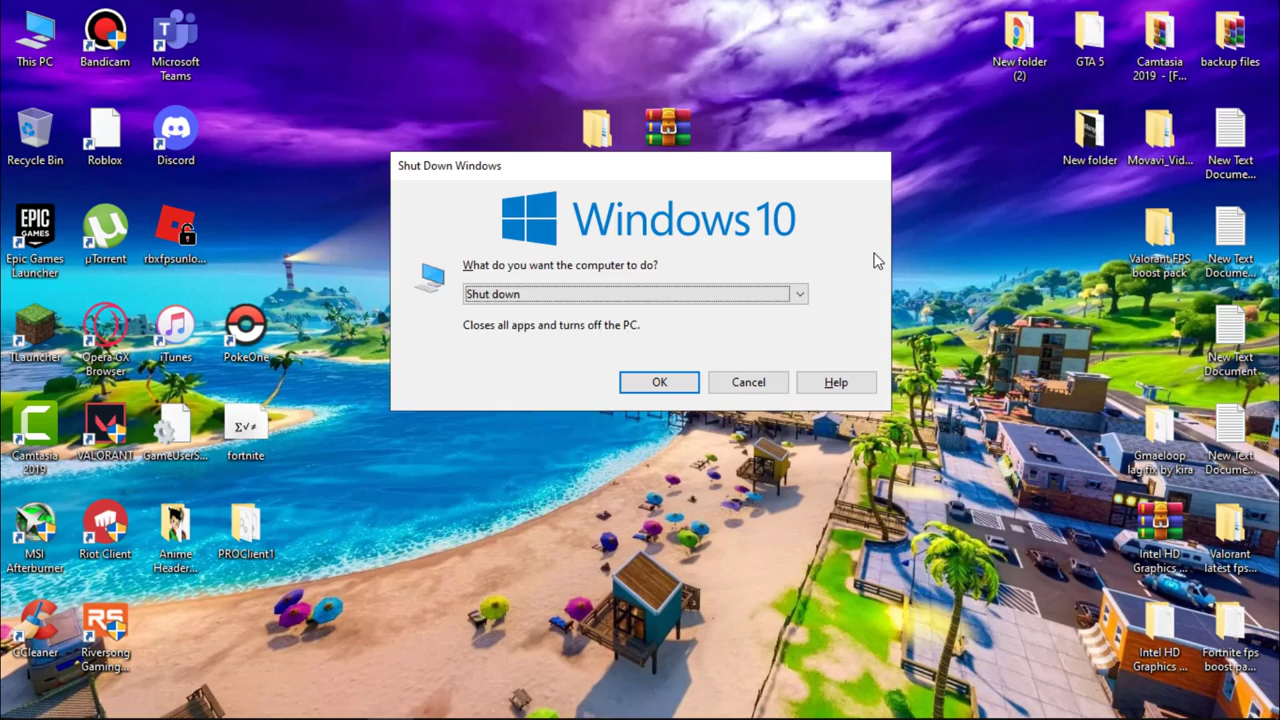 This PC
Bandicam
Microsoft
Teams
New folder
(2)
GTA 5
Camtasia
2019 - [F...
backup files
Recycle Bin
Roblox
Discord
New folder
Movavi_Vid...
New Text
Docume...
Shut Down Windows
Windows 10
What do you want the computer to do?
Shut down
Closes all apps and turns off the PC.
OK
Cancel
Help
EPIC
GAMES
Epic Games
Launcher
µTorrent
rbxfpsunlo...
Valorant FPS
boost pack
New Text
Docume...
TLauncher
Opera GX
Browser
iTunes
PokeOne
New Text
Document
Camtasia
2019
VALORANT
GameUserS...
Σ√≠
fortnite
Gmaeloop
lag fix by kira
New Text
Docume...
MSI
Afterburner
Riot Client
Anime
Header...
PROClient1
Intel HD
Graphics ...
Valorant
latest fps...
CCleaner
RS
Riversong
Gaming...
Intel HD
Graphics ...
Fortnite fps
boost pa...